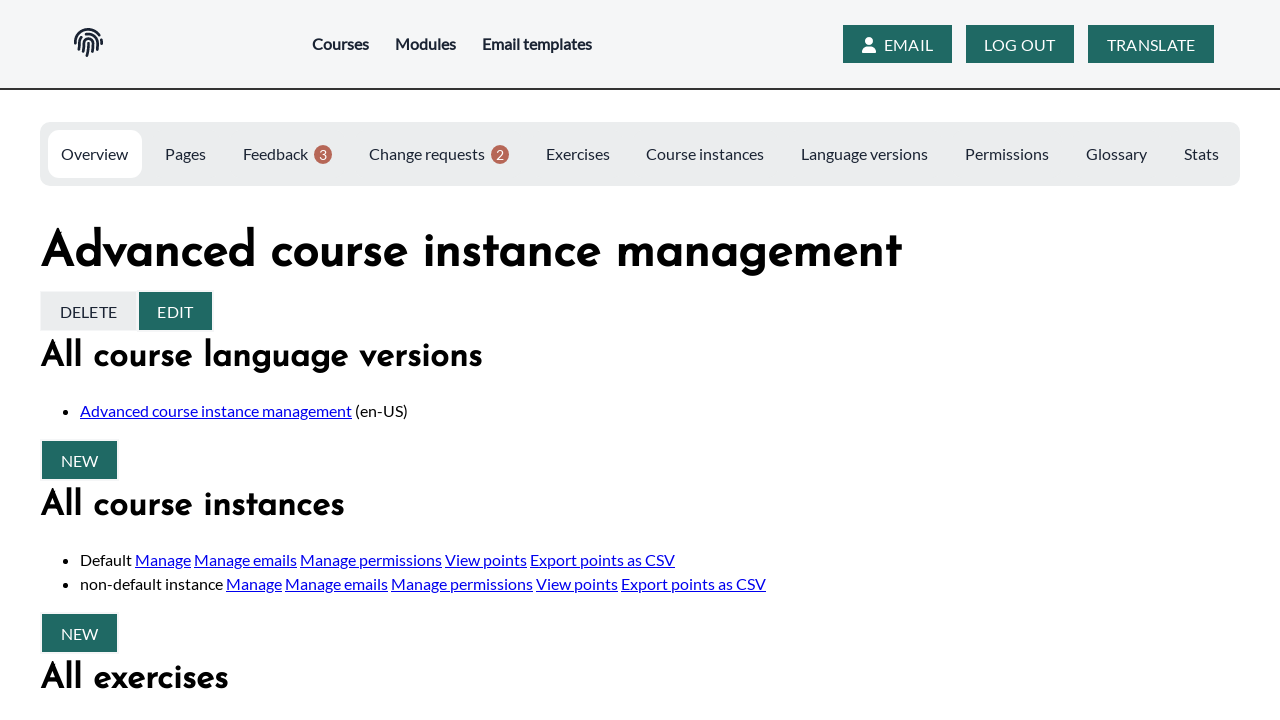 Courses Modules Email templates EMAIL LOG OUT TRANSLATE
Overview Pages Feedback 3 Change requests 2 Exercises Course instances Language versions Permissions Glossary Stats
Advanced course instance management
DELETE EDIT
All course language versions
Advanced course instance management (en-US)
NEW
All course instances
Default Manage Manage emails Manage permissions View points Export points as CSV
non-default instance Manage Manage emails Manage permissions View points Export points as CSV
NEW
All exercises